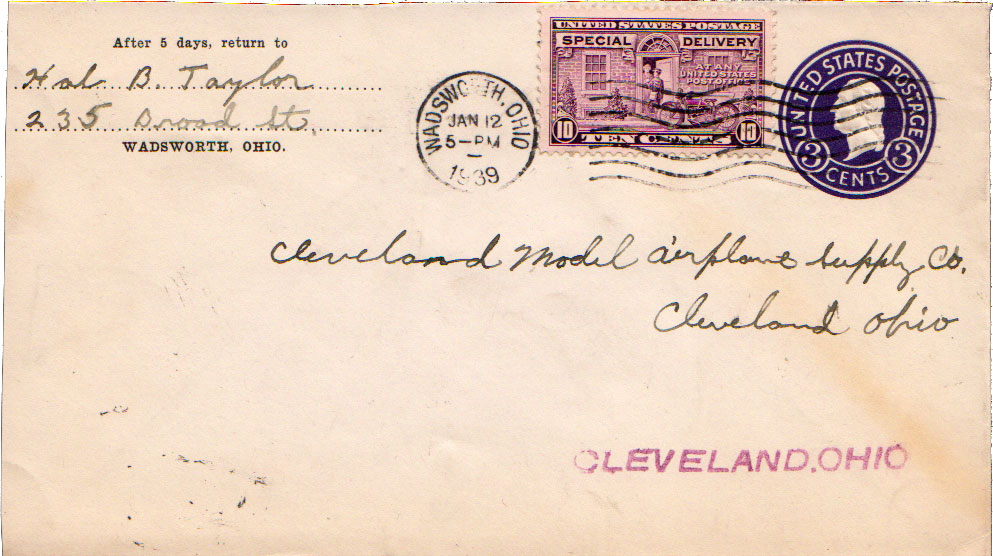 After 5 days, return to
Hal B. Taylor
235 Broad St.
WADSWORTH, OHIO.
WADSWORTH, OHIO
JAN 12
5-PM
1939
UNITED STATES POSTAGE
SPECIAL DELIVERY
AT ANY
UNITED STATES
POST OFFICE
10 TEN CENTS 10
UNITED STATES POSTAGE
3 CENTS 3
Cleveland Model Airplane Supply Co.
Cleveland Ohio
CLEVELAND, OHIO